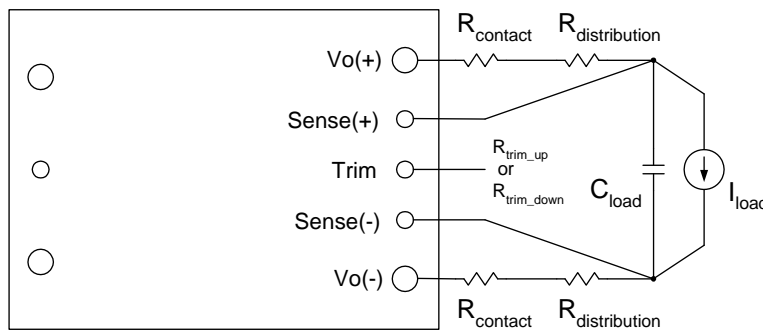 R_contact R_distribution
Vo(+)
Sense(+)
Trim
R_trim_up
or
R_trim_down
C_load
I_load
Sense(-)
Vo(-)
R_contact R_distribution